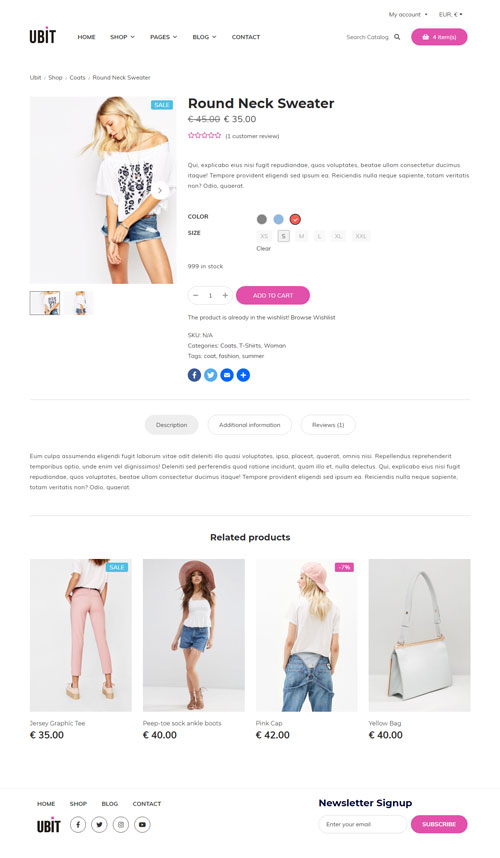 My account EUR, €
UBIT HOME SHOP PAGES BLOG CONTACT Search Catalog 4 item(s)
Ubit Shop Coats Round Neck Sweater
SALE
Round Neck Sweater
€ 45.00 € 35.00
(1 customer review)
Qui, explicabo eius nisi fugit repudiandae, quos voluptates, beatae ullam consectetur ducimus
itaque! Tempore provident eligendi sed ipsum ea. Reiciendis nulla neque sapiente, totam veritatis
non? Odio, quaerat.
COLOR
SIZE XS S M L XL XXL
Clear
999 in stock
− 1 + ADD TO CART
The product is already in the wishlist! Browse Wishlist
SKU: N/A
Categories: Coats, T-Shirts, Woman
Tags: coat, fashion, summer
Description Additional information Reviews (1)
Eum culpa assumenda eligendi fugit laborum vitae odit deleniti illo quasi voluptates, ipsa, placeat, quaerat, omnis nisi. Repellendus reprehenderit
temporibus optio, unde enim vel dignissimos! Deleniti sed perferendis quod ratione incidunt, quam illo et, nulla delectus. Qui, explicabo eius nisi fugit
repudiandae, quos voluptates, beatae ullam consectetur ducimus itaque! Tempore provident eligendi sed ipsum ea. Reiciendis nulla neque sapiente,
totam veritatis non? Odio, quaerat.
Related products
SALE
-7%
Jersey Graphic Tee Peep-toe sock ankle boots Pink Cap Yellow Bag
€ 35.00 € 40.00 € 42.00 € 40.00
HOME SHOP BLOG CONTACT
Newsletter Signup
UBIT
Enter your email SUBSCRIBE